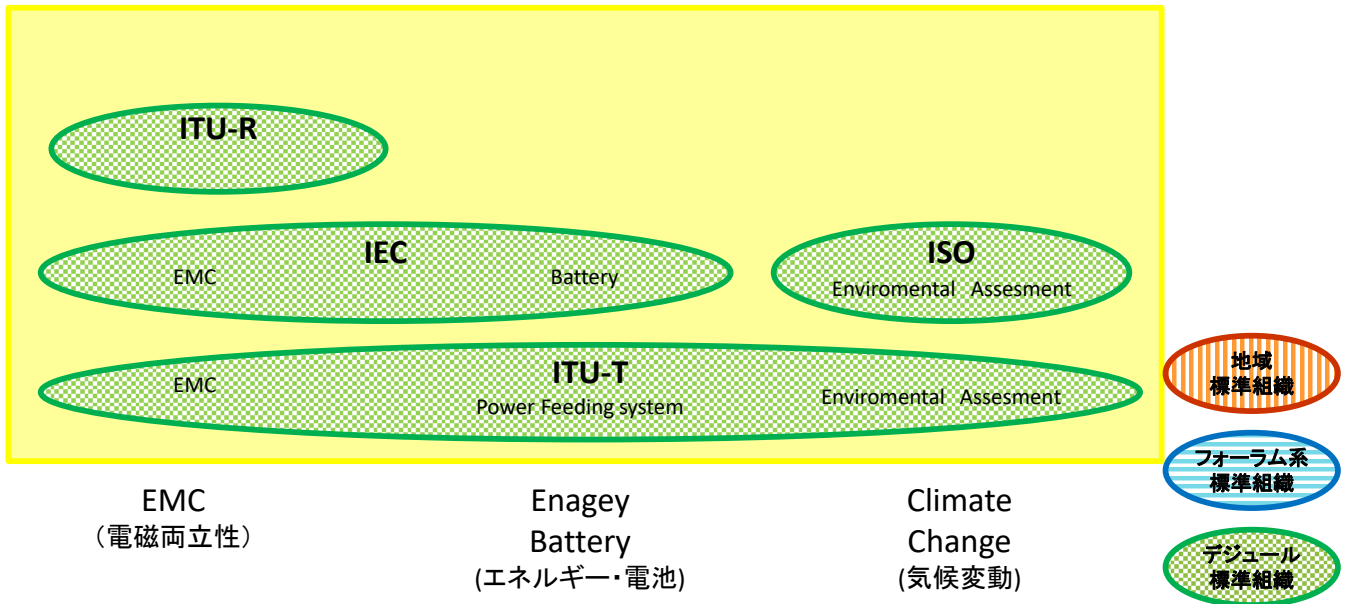 ITU-R
IEC
EMC
Battery
ISO
Enviromental Assesment
ITU-T
EMC
Power Feeding system
Enviromental Assesment
地域
標準組織
フォーラム系
標準組織
デジュール
標準組織
EMC
（電磁両立性）
Enagey
Battery
(エネルギー・電池)
Climate
Change
(気候変動)